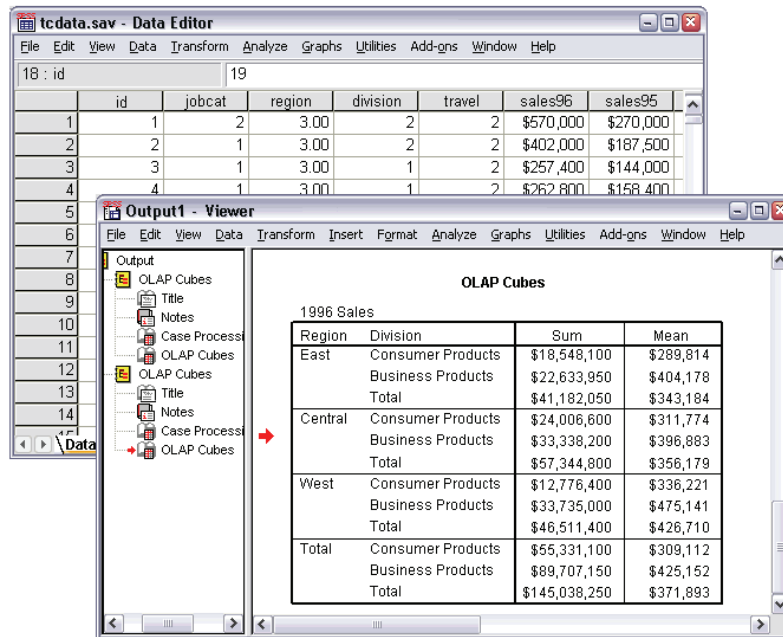 tcdata.sav - Data Editor
File Edit View Data Transform Analyze Graphs Utilities Add-ons Window Help
18 : id 19
id jobcat region division travel sales96 sales95
1 1 2 3.00 2 2 $570,000 $270,000
2 2 1 3.00 2 2 $402,000 $187,500
3 3 1 3.00 1 2 $257,400 $144,000
4 4 1 3.00 1 2 $262,800 $158,400
5
6
7
8
9
10
11
12
13
14
15
Data
Output1 - Viewer
File Edit View Data Transform Insert Format Analyze Graphs Utilities Add-ons Window Help
Output
OLAP Cubes
Title
Notes
Case Processi
OLAP Cubes
OLAP Cubes
Title
Notes
Case Processi
OLAP Cubes
OLAP Cubes
1996 Sales
Region Division Sum Mean
East Consumer Products $18,548,100 $289,814
Business Products $22,633,950 $404,178
Total $41,182,050 $343,184
Central Consumer Products $24,006,600 $311,774
Business Products $33,338,200 $396,883
Total $57,344,800 $356,179
West Consumer Products $12,776,400 $336,221
Business Products $33,735,000 $475,141
Total $46,511,400 $426,710
Total Consumer Products $55,331,100 $309,112
Business Products $89,707,150 $425,152
Total $145,038,250 $371,893